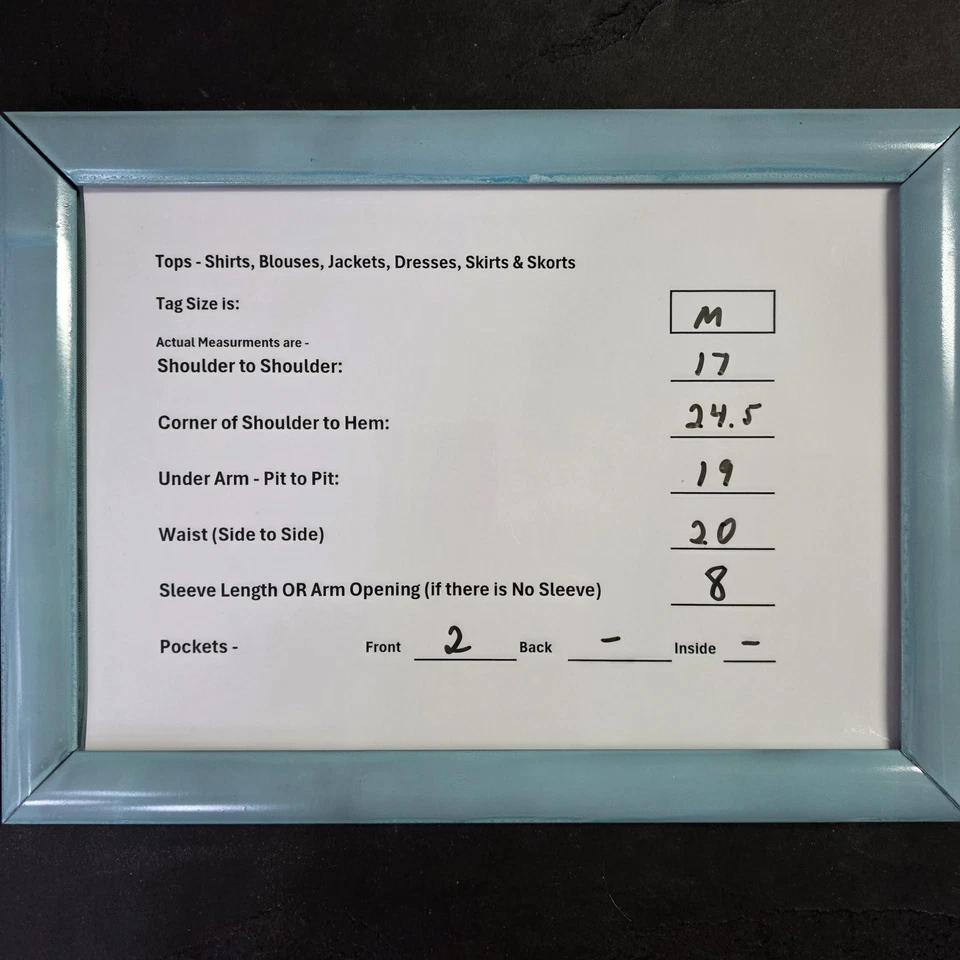 Tops - Shirts, Blouses, Jackets, Dresses, Skirts & Skorts
Tag Size is: M
Actual Measurments are -
Shoulder to Shoulder: 17
Corner of Shoulder to Hem: 24.5
Under Arm - Pit to Pit: 19
Waist (Side to Side) 20
Sleeve Length OR Arm Opening (if there is No Sleeve) 8
Pockets - Front 2 Back - Inside -